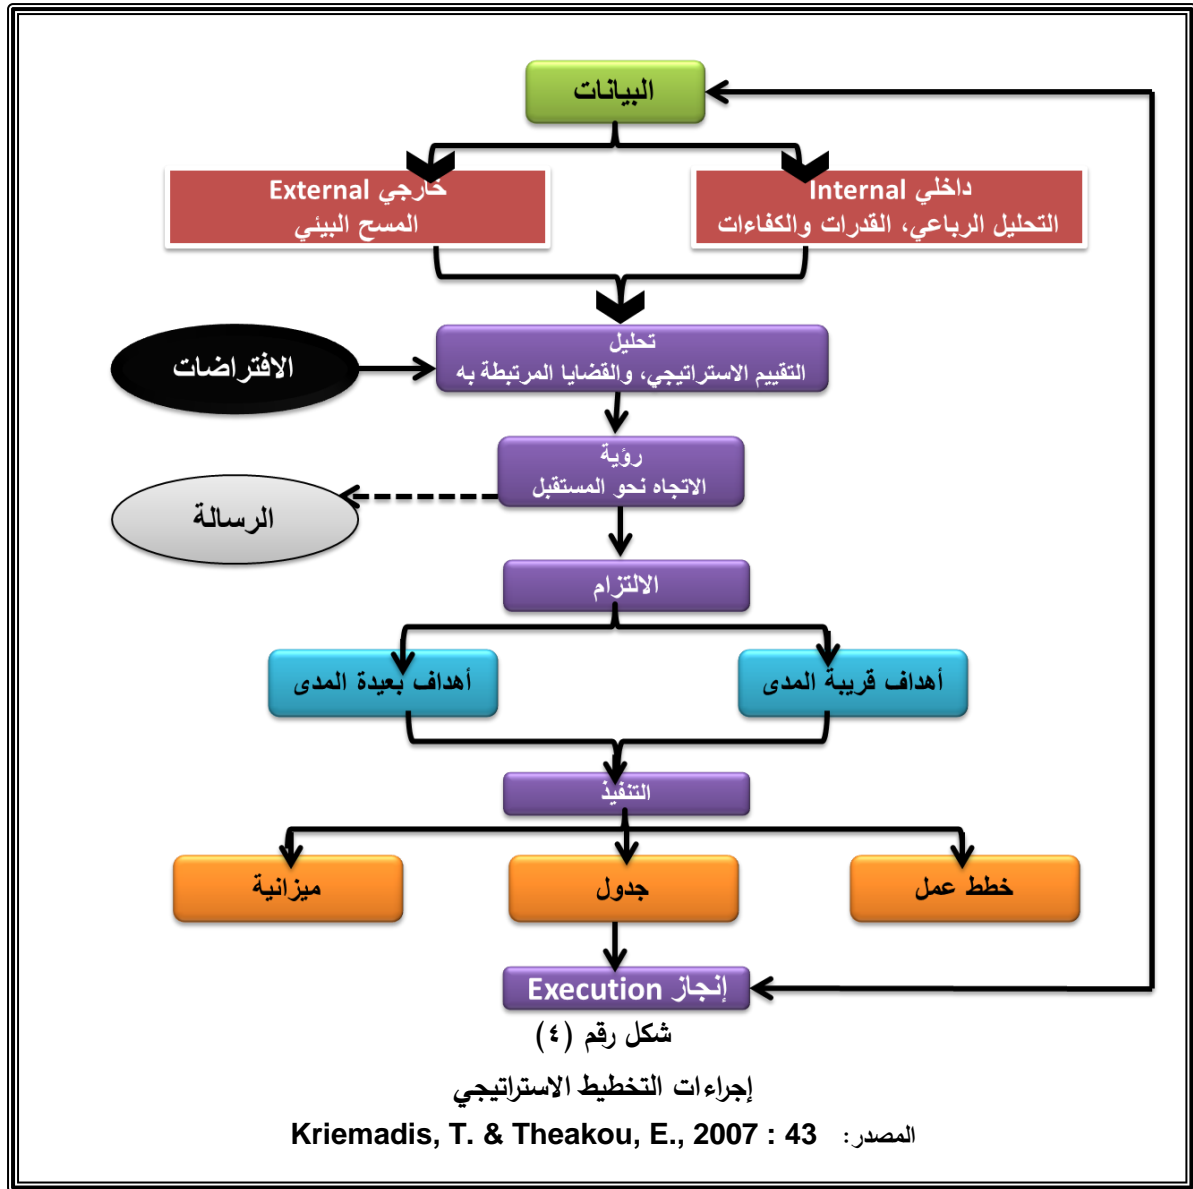 البيانات
داخلي Internal
التحليل الرباعي، القدرات والكفاءات
خارجي External
المسح البيئي
تحليل
التقييم الاستراتيجي، والقضايا المرتبطة به
الافتراضات
رؤية
الاتجاه نحو المستقبل
الرسالة
الالتزام
أهداف قريبة المدى
أهداف بعيدة المدى
التنفيذ
خطط عمل
جدول
ميزانية
إنجاز Execution
شكل رقم (٤)
إجراءات التخطيط الاستراتيجي
المصدر: Kriemadis, T. & Theakou, E., 2007 : 43